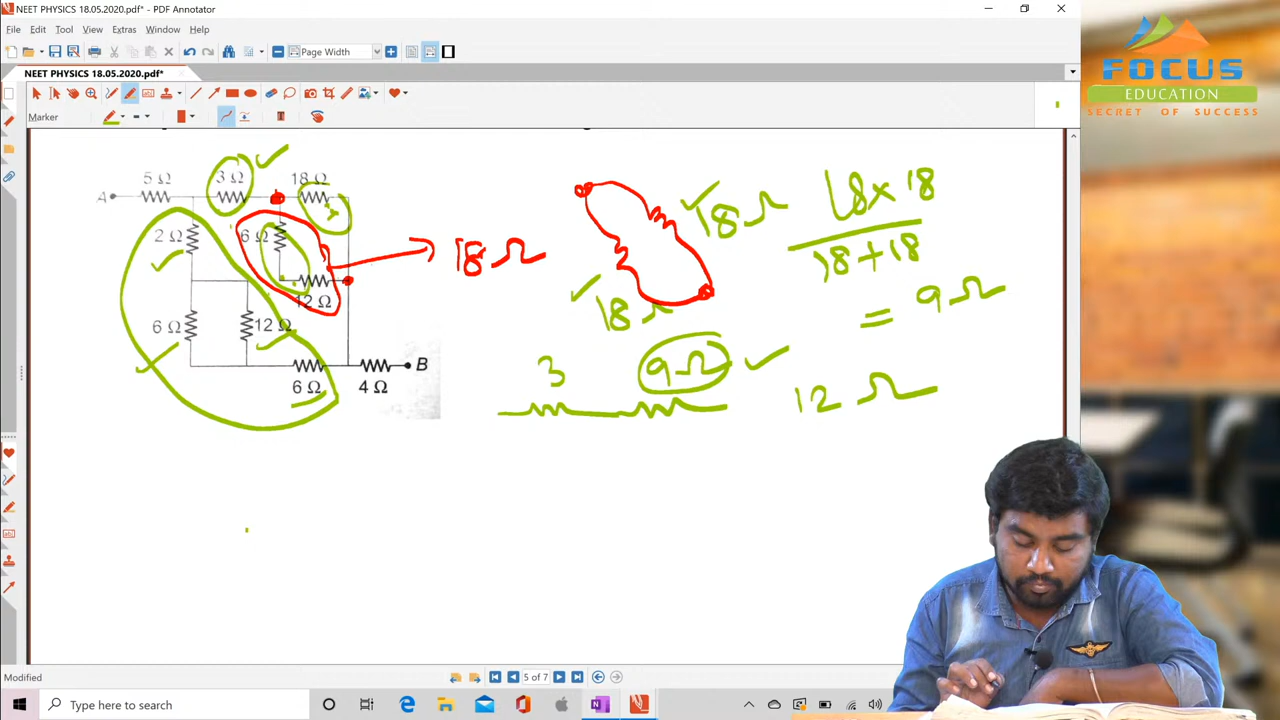 NEET PHYSICS 18.05.2020.pdf* - PDF Annotator
FOCUS
EDUCATION
SECRET OF SUCCESS
File Edit Tool View Extras Window Help
Page Width
NEET PHYSICS 18.05.2020.pdf*
Marker
5 Ω 3 Ω 18 Ω
A
2 Ω 6 Ω
12 Ω
6 Ω 12 Ω
B
6 Ω 4 Ω
18 Ω
18 Ω
18 Ω
18 × 18
18 + 18
= 9 Ω
3 9 Ω
12 Ω
Modified
5 of 7
Type here to search